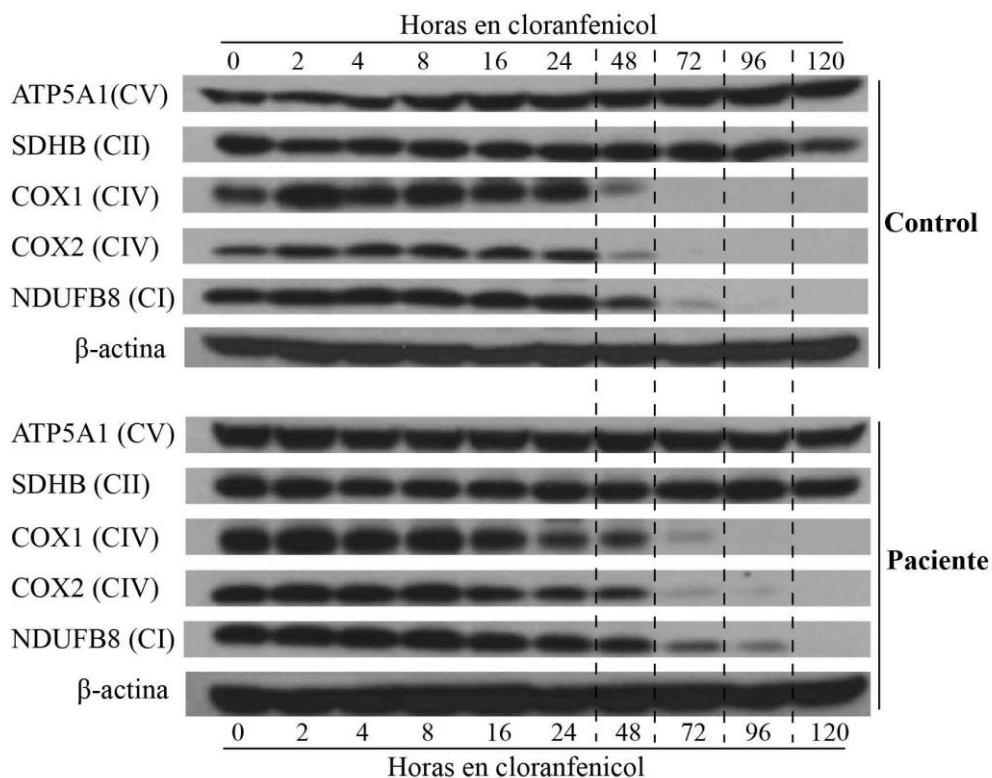 Horas en cloranfenicol
0 2 4 8 16 24 48 72 96 120
ATP5A1(CV)
SDHB (CII)
COX1 (CIV)
COX2 (CIV)
NDUFB8 (CI)
β-actina
Control
ATP5A1 (CV)
SDHB (CII)
COX1 (CIV)
COX2 (CIV)
NDUFB8 (CI)
β-actina
Paciente
0 2 4 8 16 24 48 72 96 120
Horas en cloranfenicol